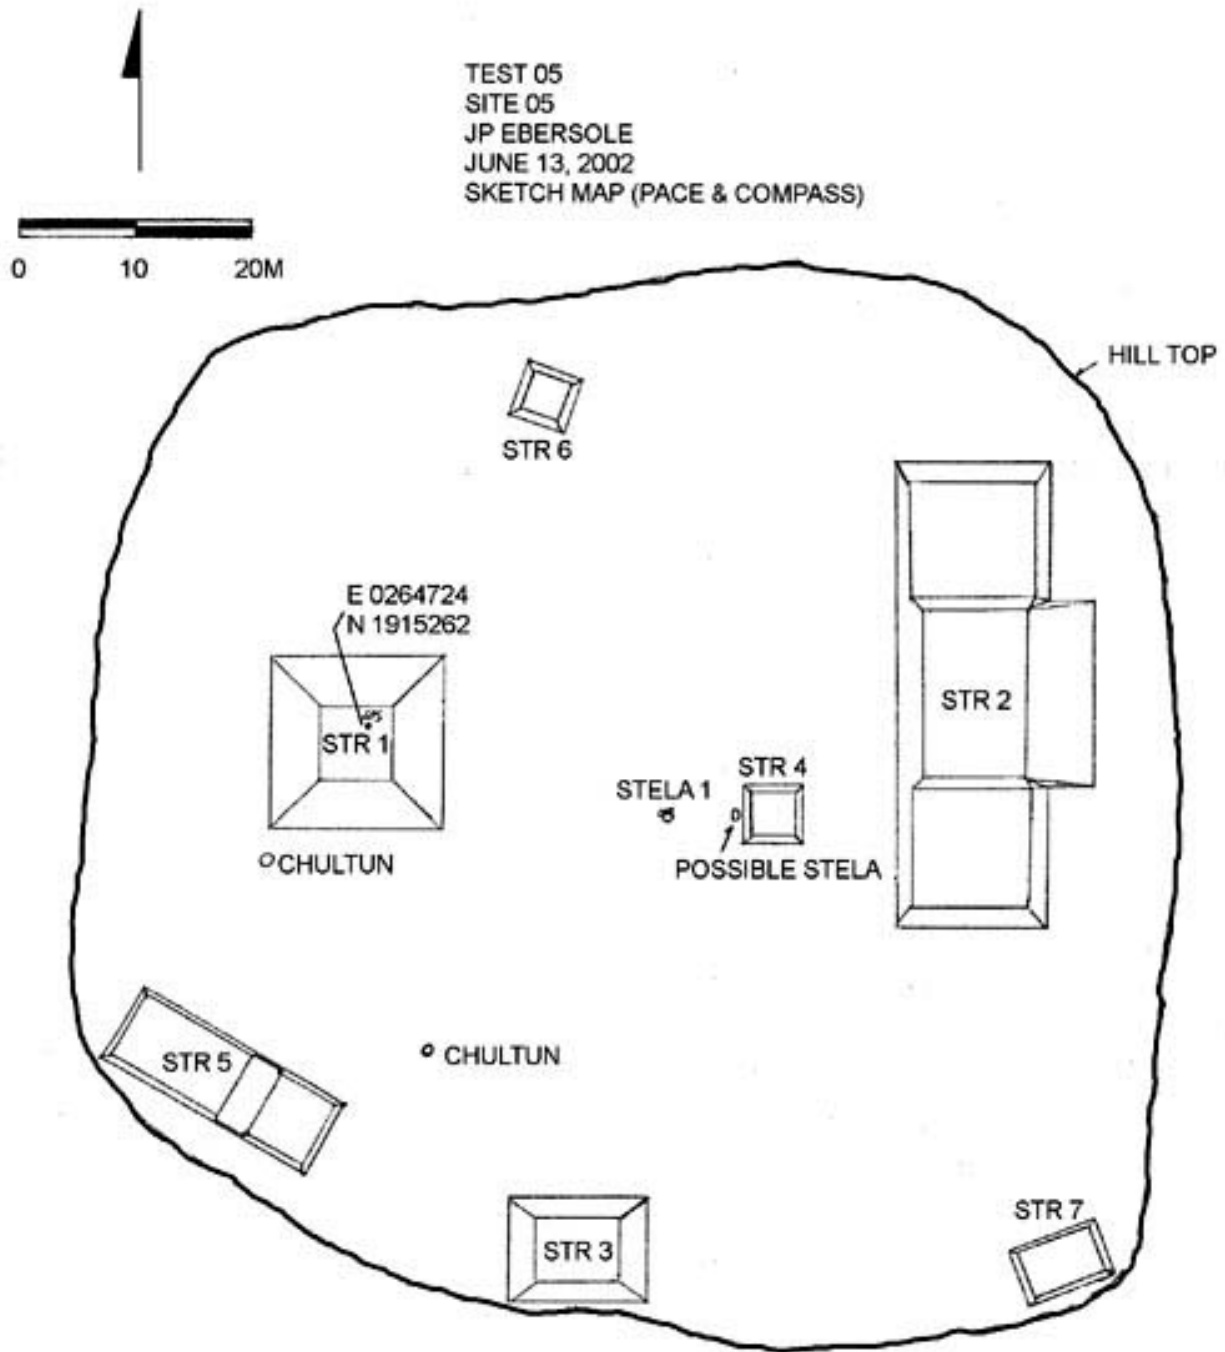 TEST 05
SITE 05
JP EBERSOLE
JUNE 13, 2002
SKETCH MAP (PACE & COMPASS)
0 10 20M
HILL TOP
STR 6
E 0264724
N 1915262
STR 1
STR 2
STR 4
STELA 1
POSSIBLE STELA
CHULTUN
STR 5
CHULTUN
STR 3
STR 7